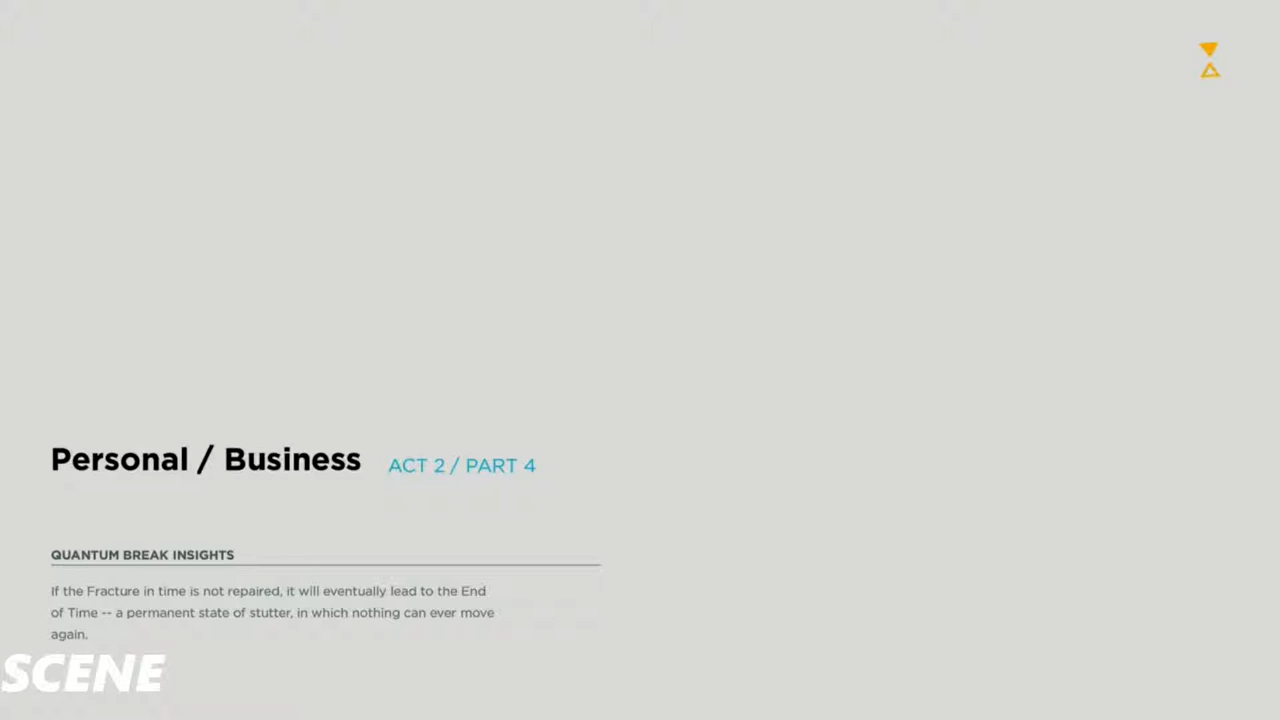 Personal / Business ACT 2 / PART 4
QUANTUM BREAK INSIGHTS
If the Fracture in time is not repaired, it will eventually lead to the End
of Time -- a permanent state of stutter, in which nothing can ever move
again.
SCENE